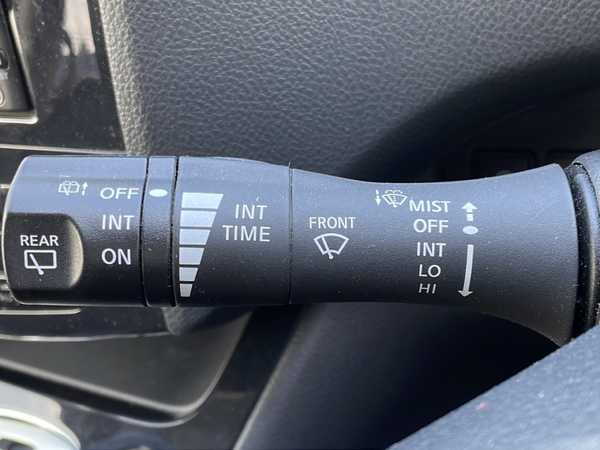 REAR
OFF
INT
ON
INT
TIME
FRONT
MIST
OFF
INT
LO
HI